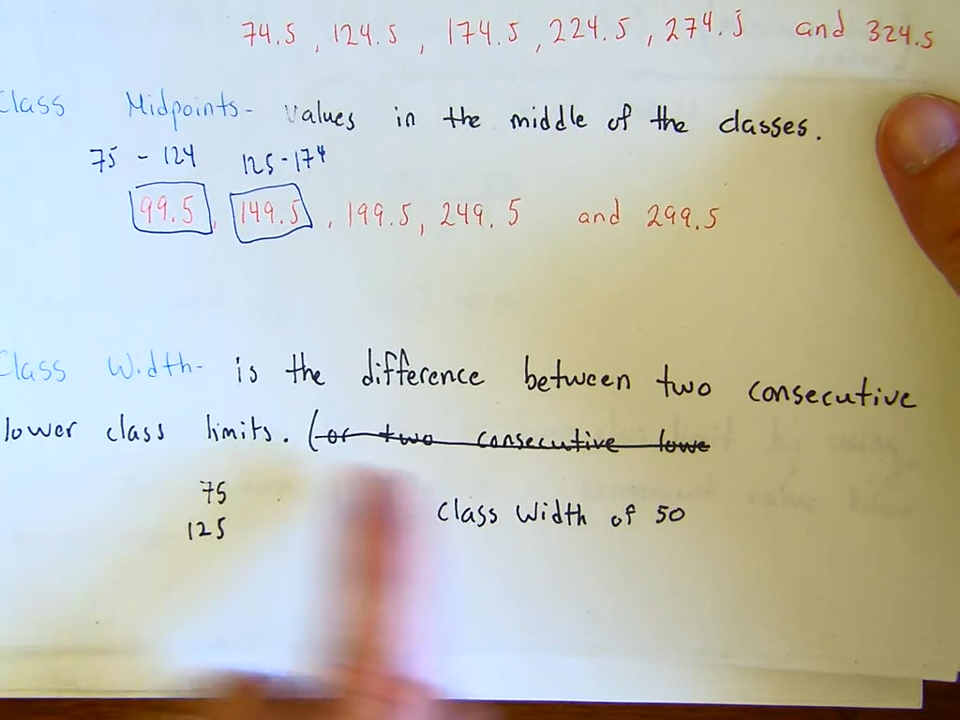 74.5, 124.5, 174.5, 224.5, 274.5 and 324.5
Class Midpoints- values in the middle of the classes.
75 - 124 125-174
99.5, 149.5, 199.5, 249.5 and 299.5
Class Width- is the difference between two consecutive
lower class limits. (or two consecutive lowe
75
125 Class Width of 50